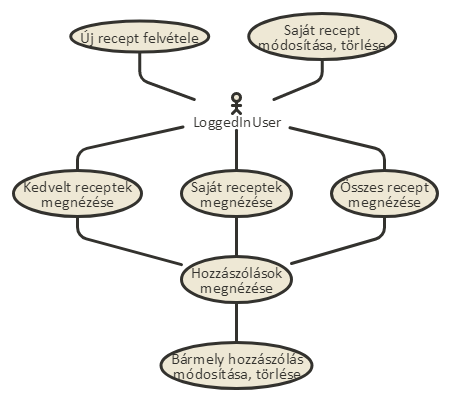 Új recept felvétele
Saját recept
módosítása, törlése
LoggedInUser
Kedvelt receptek
megnézése
Saját receptek
megnézése
Összes recept
megnézése
Hozzászólások
megnézése
Bármely hozzászólás
módosítása, törlése